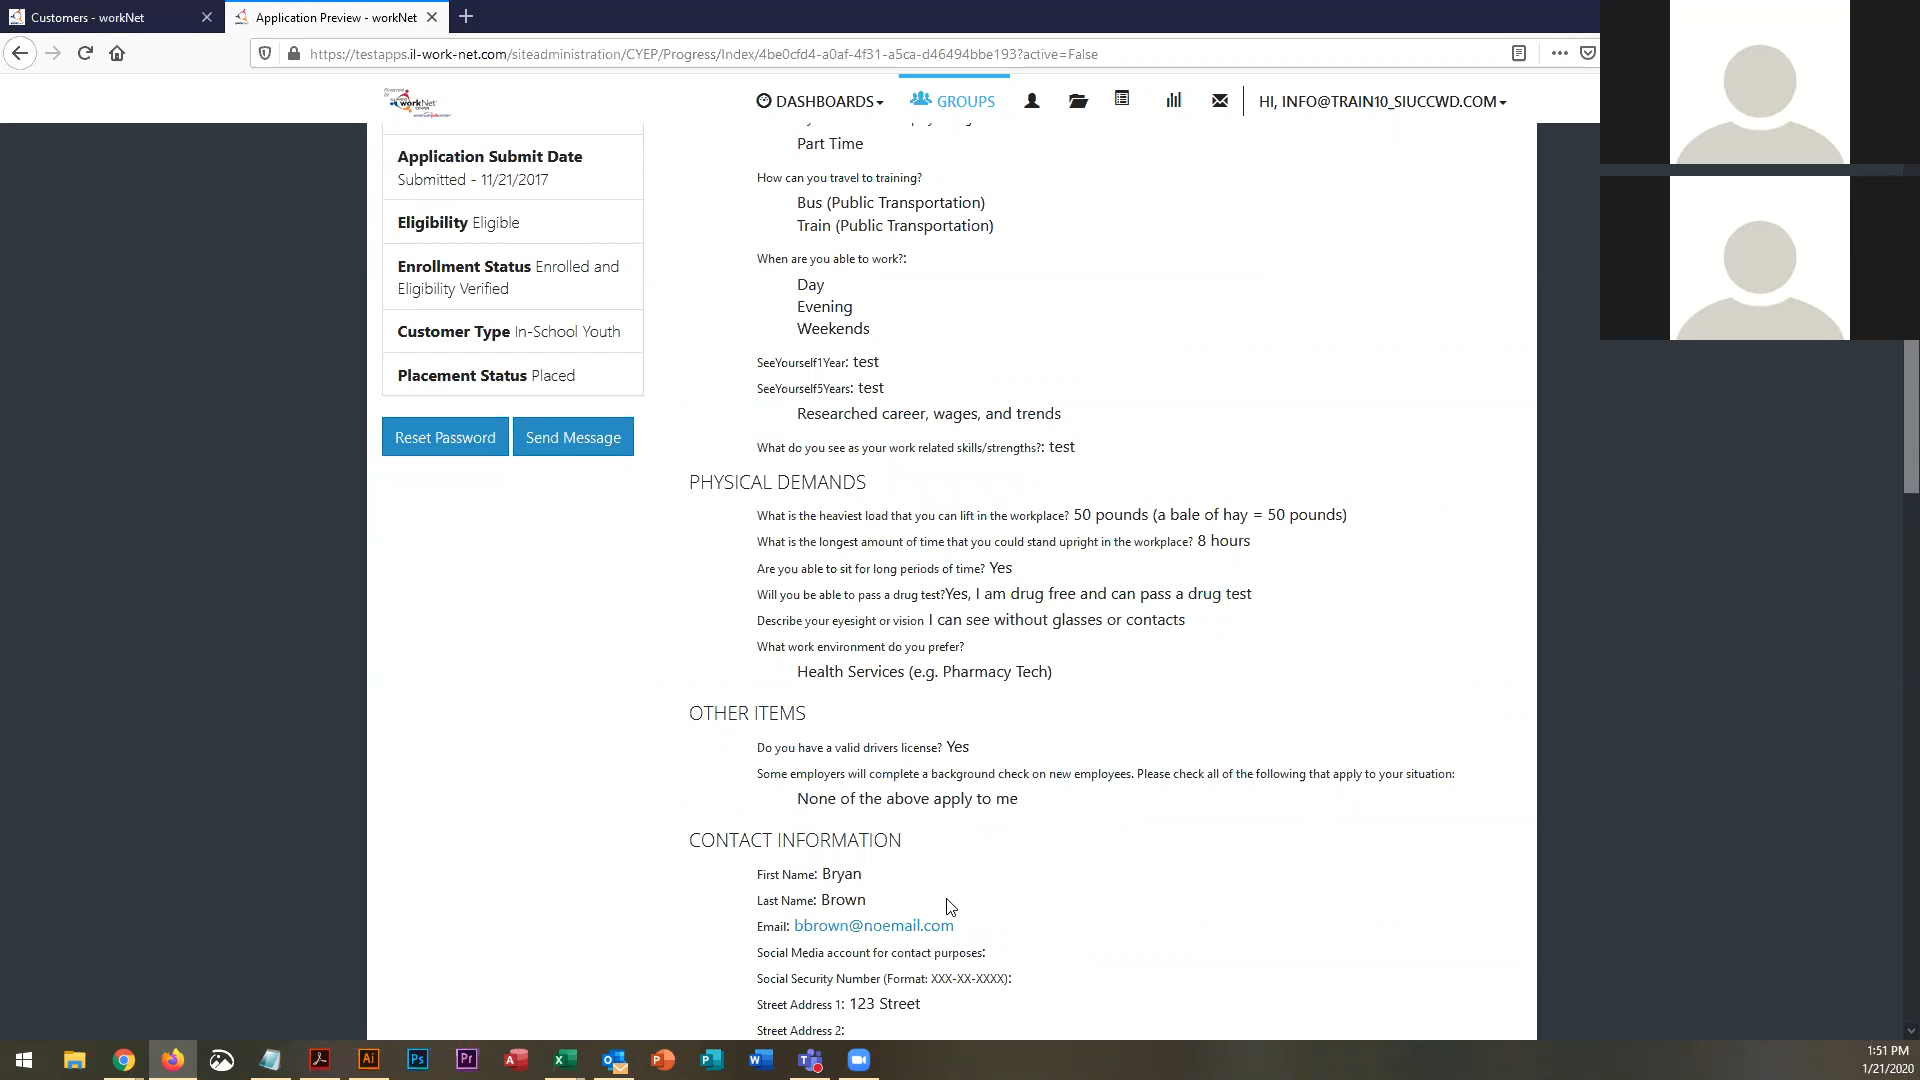 Customers - workNet
Application Preview - workNet
https://testapps.il-work-net.com/siteadministration/CYEP/Progress/Index/4be0cfd4-a0af-4f31-a5ca-d46494bbe193?active=False
workNet
DASHBOARDS
GROUPS
HI, INFO@TRAIN10_SIUCCWD.COM
Application Submit Date
Submitted - 11/21/2017
Eligibility Eligible
Enrollment Status Enrolled and
Eligibility Verified
Customer Type In-School Youth
Placement Status Placed
Reset Password
Send Message
Part Time
How can you travel to training?
Bus (Public Transportation)
Train (Public Transportation)
When are you able to work?:
Day
Evening
Weekends
SeeYourself1Year: test
SeeYourself5Years: test
Researched career, wages, and trends
What do you see as your work related skills/strengths?: test
PHYSICAL DEMANDS
What is the heaviest load that you can lift in the workplace? 50 pounds (a bale of hay = 50 pounds)
What is the longest amount of time that you could stand upright in the workplace? 8 hours
Are you able to sit for long periods of time? Yes
Will you be able to pass a drug test?Yes, I am drug free and can pass a drug test
Describe your eyesight or vision I can see without glasses or contacts
What work environment do you prefer?
Health Services (e.g. Pharmacy Tech)
OTHER ITEMS
Do you have a valid drivers license? Yes
Some employers will complete a background check on new employees. Please check all of the following that apply to your situation:
None of the above apply to me
CONTACT INFORMATION
First Name: Bryan
Last Name: Brown
Email: bbrown@noemail.com
Social Media account for contact purposes:
Social Security Number (Format: XXX-XX-XXXX):
Street Address 1: 123 Street
Street Address 2:
Ai
Ps
Pr
1:51 PM
1/21/2020